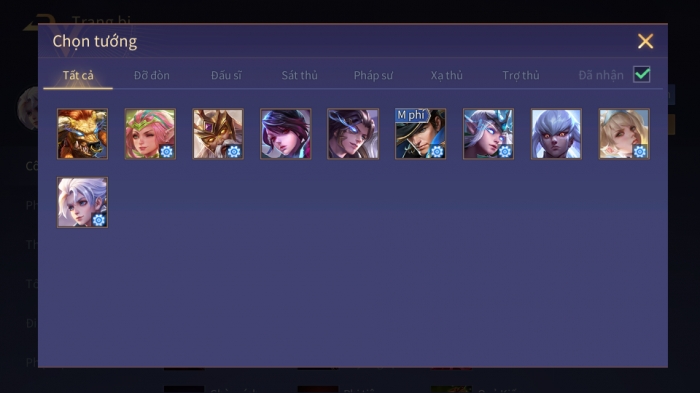 Trang bị
Chọn tướng
Tất cả
Đỡ đòn
Đấu sĩ
Sát thủ
Pháp sư
Xạ thủ
Trợ thủ
Đã nhận
M phí